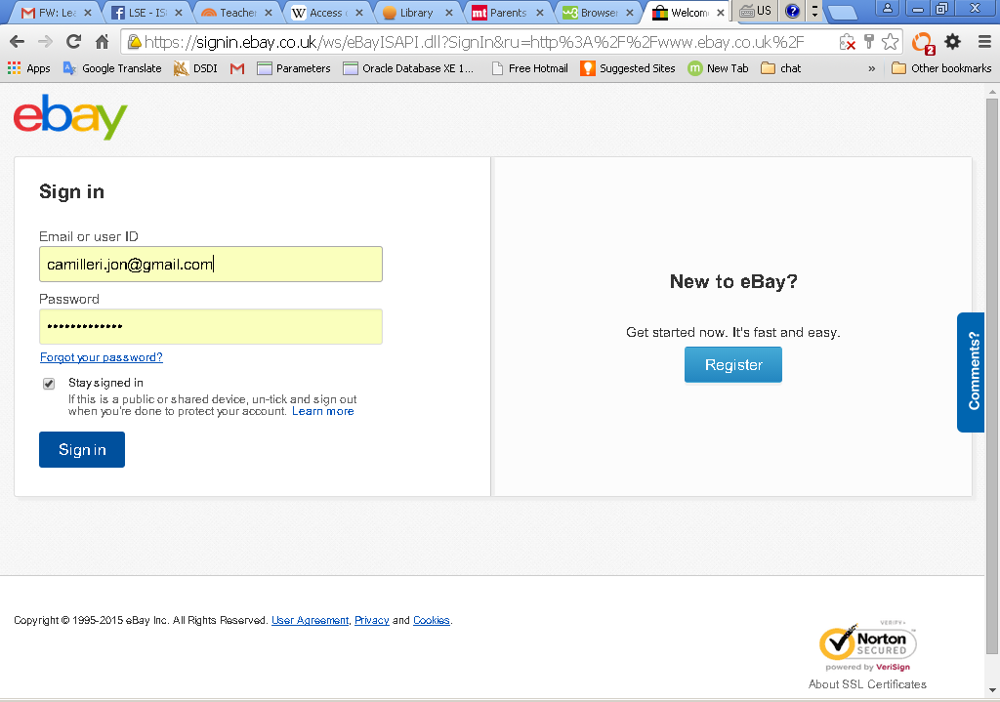 FW: Le
LSE - IS
Teacher
Access
Library
Parents
Browse
Welcom
US
https://signin.ebay.co.uk/ws/eBayISAPI.dll?SignIn&ru=http%3A%2F%2Fwww.ebay.co.uk%2F
2
Apps Google Translate DSDI Parameters Oracle Database XE 1... Free Hotmail Suggested Sites New Tab chat » Other bookmarks
ebay
Sign in
Email or user ID
camilleri.jon@gmail.com
Password
Forgot your password?
Stay signed in
If this is a public or shared device, un-tick and sign out
when you're done to protect your account. Learn more
Sign in
New to eBay?
Get started now. It's fast and easy.
Register
Comments?
Copyright © 1995-2015 eBay Inc. All Rights Reserved. User Agreement, Privacy and Cookies.
VERIFY
Norton
SECURED
powered by VeriSign
About SSL Certificates